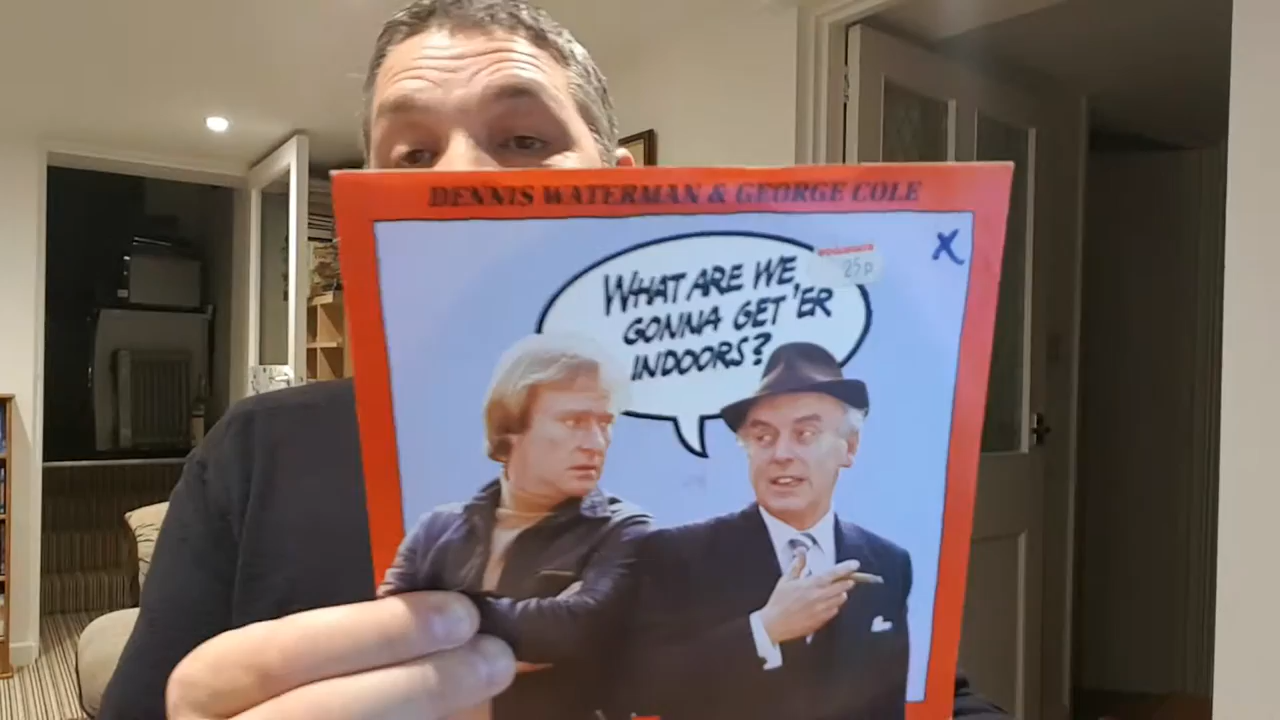 DENNIS WATERMAN & GEORGE COLE
WHAT ARE WE
GONNA GET 'ER
INDOORS?
25p
X